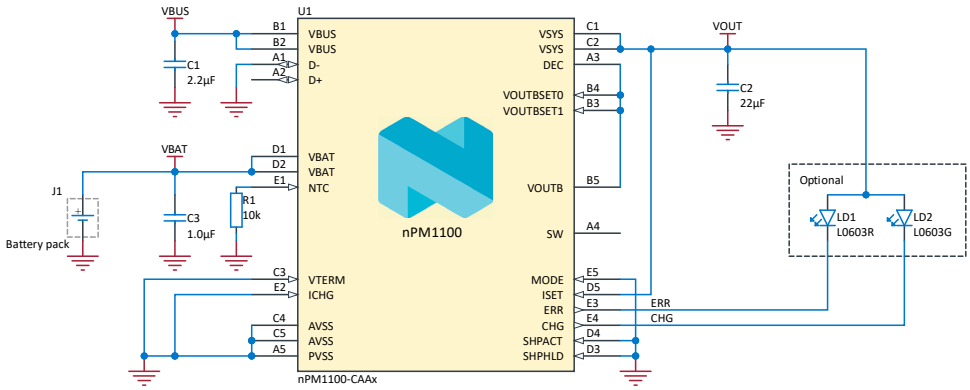 VBUS
U1
B1 VBUS
B2 VBUS
A1 D-
A2 D+
C1
2.2µF
VBAT
D1 VBAT
D2 VBAT
E1 NTC
J1
+
Battery pack
C3
1.0µF
R1
10k
C3 VTERM
E2 ICHG
C4 AVSS
C5 AVSS
A5 PVSS
nPM1100
nPM1100-CAAx
VSYS C1
VSYS C2
DEC A3
VOUTBSET0 B4
VOUTBSET1 B3
VOUTB B5
SW A4
MODE E5
ISET D5
ERR E3 ERR
CHG E4 CHG
SHPACT D4
SHPHLD D3
VOUT
C2
22µF
Optional
LD1
L0603R
LD2
L0603G